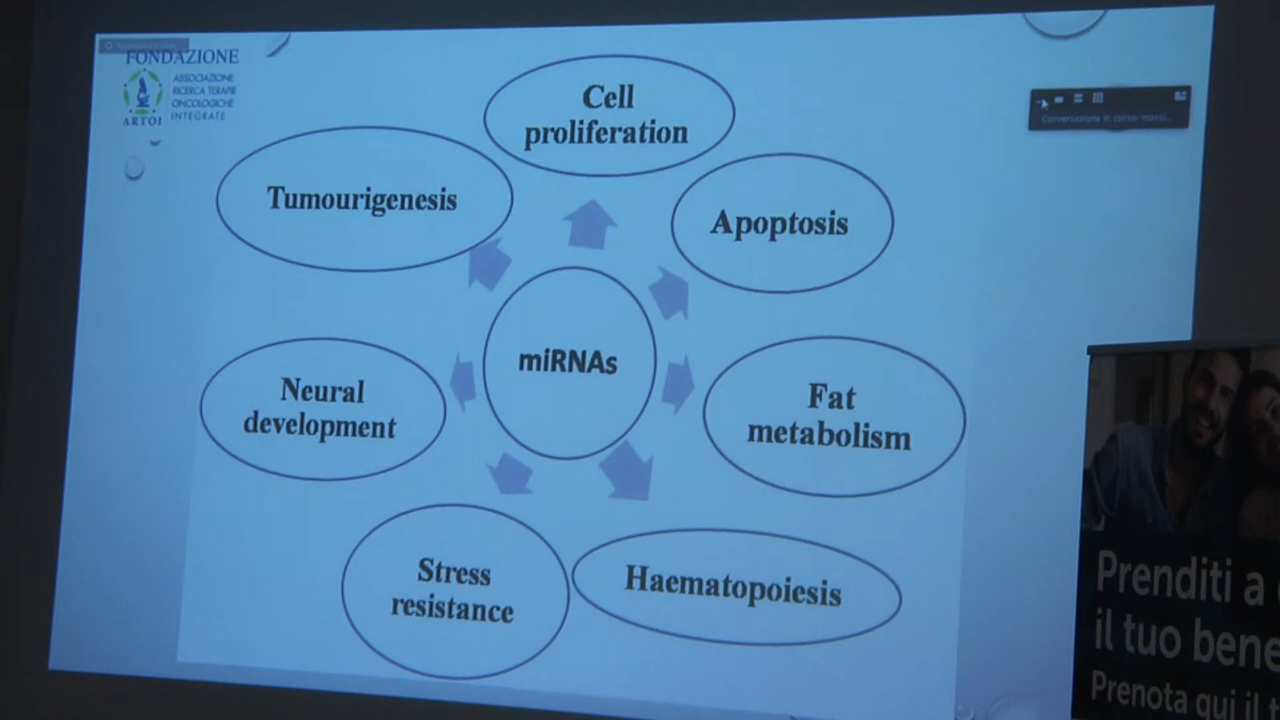 FONDAZIONE
ASSOCIAZIONE
RICERCA TERAPIE
ONCOLOGICHE
INTEGRATE
ARTOI
Cell
proliferation
Tumourigenesis
Apoptosis
miRNAs
Neural
development
Fat
metabolism
Stress
resistance
Haematopoiesis
Conversazione in corso: massi...
Prenditi a
il tuo bene
Prenota qui il t